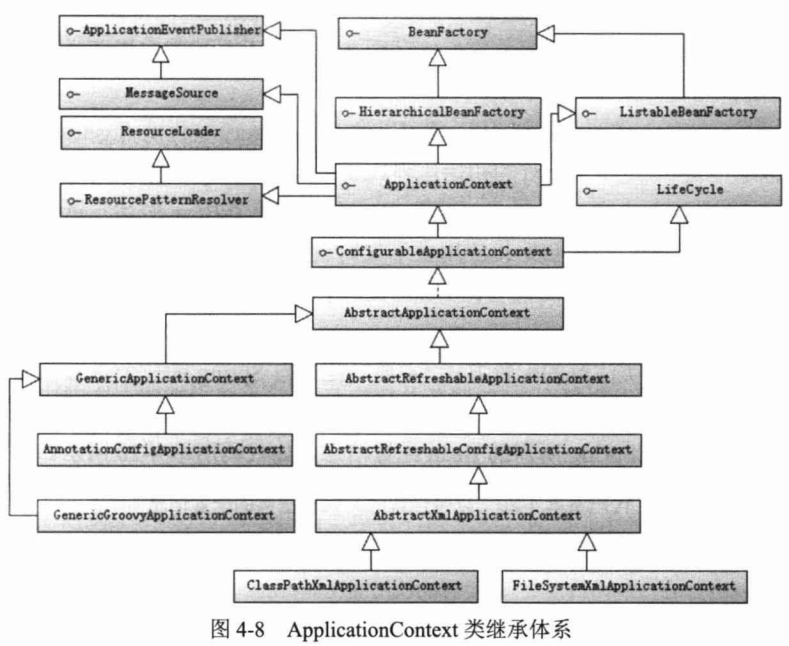 ApplicationEventPublisher
BeanFactory
MessageSource
HierarchicalBeanFactory
ListableBeanFactory
ResourceLoader
ApplicationContext
LifeCycle
ResourcePatternResolver
ConfigurableApplicationContext
AbstractApplicationContext
GenericApplicationContext
AbstractRefreshableApplicationContext
AnnotationConfigApplicationContext
AbstractRefreshableConfigApplicationContext
GenericGroovyApplicationContext
AbstractXmlApplicationContext
ClassPathXmlApplicationContext
FileSystemXmlApplicationContext
图 4-8 ApplicationContext 类继承体系